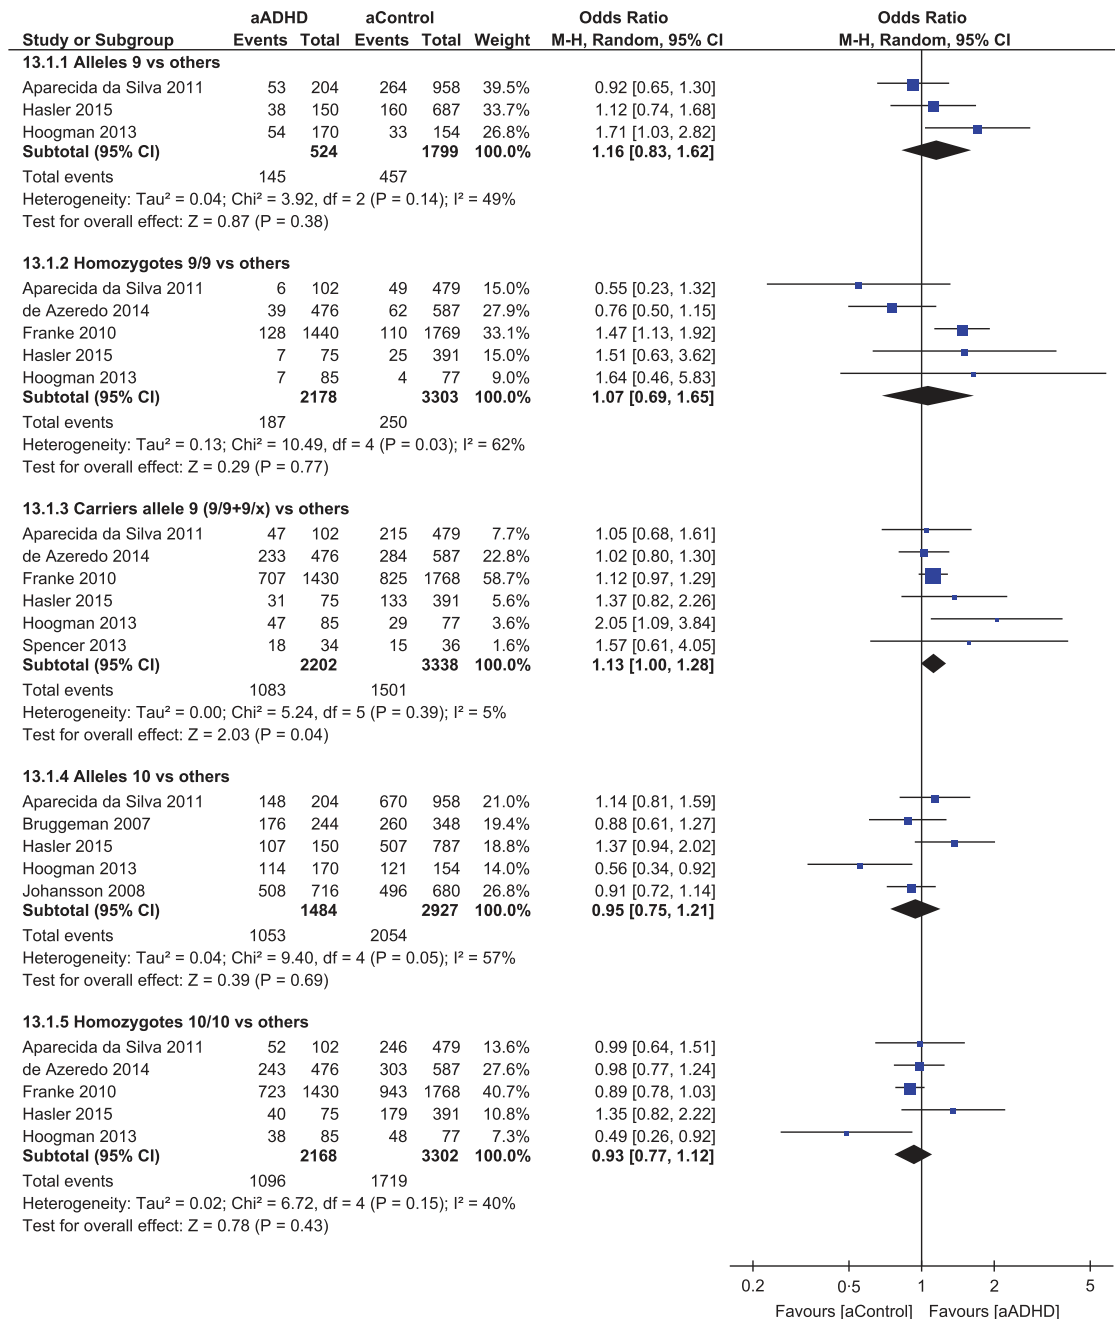 aADHD aControl Odds Ratio Odds Ratio
Study or Subgroup Events Total Events Total Weight M-H, Random, 95% CI M-H, Random, 95% CI
13.1.1 Alleles 9 vs others
Aparecida da Silva 2011 53 204 264 958 39.5% 0.92 [0.65, 1.30]
Hasler 2015 38 150 160 687 33.7% 1.12 [0.74, 1.68]
Hoogman 2013 54 170 33 154 26.8% 1.71 [1.03, 2.82]
Subtotal (95% CI) 524 1799 100.0% 1.16 [0.83, 1.62]
Total events 145 457
Heterogeneity: Tau² = 0.04; Chi² = 3.92, df = 2 (P = 0.14); I² = 49%
Test for overall effect: Z = 0.87 (P = 0.38)
13.1.2 Homozygotes 9/9 vs others
Aparecida da Silva 2011 6 102 49 479 15.0% 0.55 [0.23, 1.32]
de Azeredo 2014 39 476 62 587 27.9% 0.76 [0.50, 1.15]
Franke 2010 128 1440 110 1769 33.1% 1.47 [1.13, 1.92]
Hasler 2015 7 75 25 391 15.0% 1.51 [0.63, 3.62]
Hoogman 2013 7 85 4 77 9.0% 1.64 [0.46, 5.83]
Subtotal (95% CI) 2178 3303 100.0% 1.07 [0.69, 1.65]
Total events 187 250
Heterogeneity: Tau² = 0.13; Chi² = 10.49, df = 4 (P = 0.03); I² = 62%
Test for overall effect: Z = 0.29 (P = 0.77)
13.1.3 Carriers allele 9 (9/9+9/x) vs others
Aparecida da Silva 2011 47 102 215 479 7.7% 1.05 [0.68, 1.61]
de Azeredo 2014 233 476 284 587 22.8% 1.02 [0.80, 1.30]
Franke 2010 707 1430 825 1768 58.7% 1.12 [0.97, 1.29]
Hasler 2015 31 75 133 391 5.6% 1.37 [0.82, 2.26]
Hoogman 2013 47 85 29 77 3.6% 2.05 [1.09, 3.84]
Spencer 2013 18 34 15 36 1.6% 1.57 [0.61, 4.05]
Subtotal (95% CI) 2202 3338 100.0% 1.13 [1.00, 1.28]
Total events 1083 1501
Heterogeneity: Tau² = 0.00; Chi² = 5.24, df = 5 (P = 0.39); I² = 5%
Test for overall effect: Z = 2.03 (P = 0.04)
13.1.4 Alleles 10 vs others
Aparecida da Silva 2011 148 204 670 958 21.0% 1.14 [0.81, 1.59]
Bruggeman 2007 176 244 260 348 19.4% 0.88 [0.61, 1.27]
Hasler 2015 107 150 507 787 18.8% 1.37 [0.94, 2.02]
Hoogman 2013 114 170 121 154 14.0% 0.56 [0.34, 0.92]
Johansson 2008 508 716 496 680 26.8% 0.91 [0.72, 1.14]
Subtotal (95% CI) 1484 2927 100.0% 0.95 [0.75, 1.21]
Total events 1053 2054
Heterogeneity: Tau² = 0.04; Chi² = 9.40, df = 4 (P = 0.05); I² = 57%
Test for overall effect: Z = 0.39 (P = 0.69)
13.1.5 Homozygotes 10/10 vs others
Aparecida da Silva 2011 52 102 246 479 13.6% 0.99 [0.64, 1.51]
de Azeredo 2014 243 476 303 587 27.6% 0.98 [0.77, 1.24]
Franke 2010 723 1430 943 1768 40.7% 0.89 [0.78, 1.03]
Hasler 2015 40 75 179 391 10.8% 1.35 [0.82, 2.22]
Hoogman 2013 38 85 48 77 7.3% 0.49 [0.26, 0.92]
Subtotal (95% CI) 2168 3302 100.0% 0.93 [0.77, 1.12]
Total events 1096 1719
Heterogeneity: Tau² = 0.02; Chi² = 6.72, df = 4 (P = 0.15); I² = 40%
Test for overall effect: Z = 0.78 (P = 0.43)
0.2 0·5 1 2 5
Favours [aControl] Favours [aADHD]